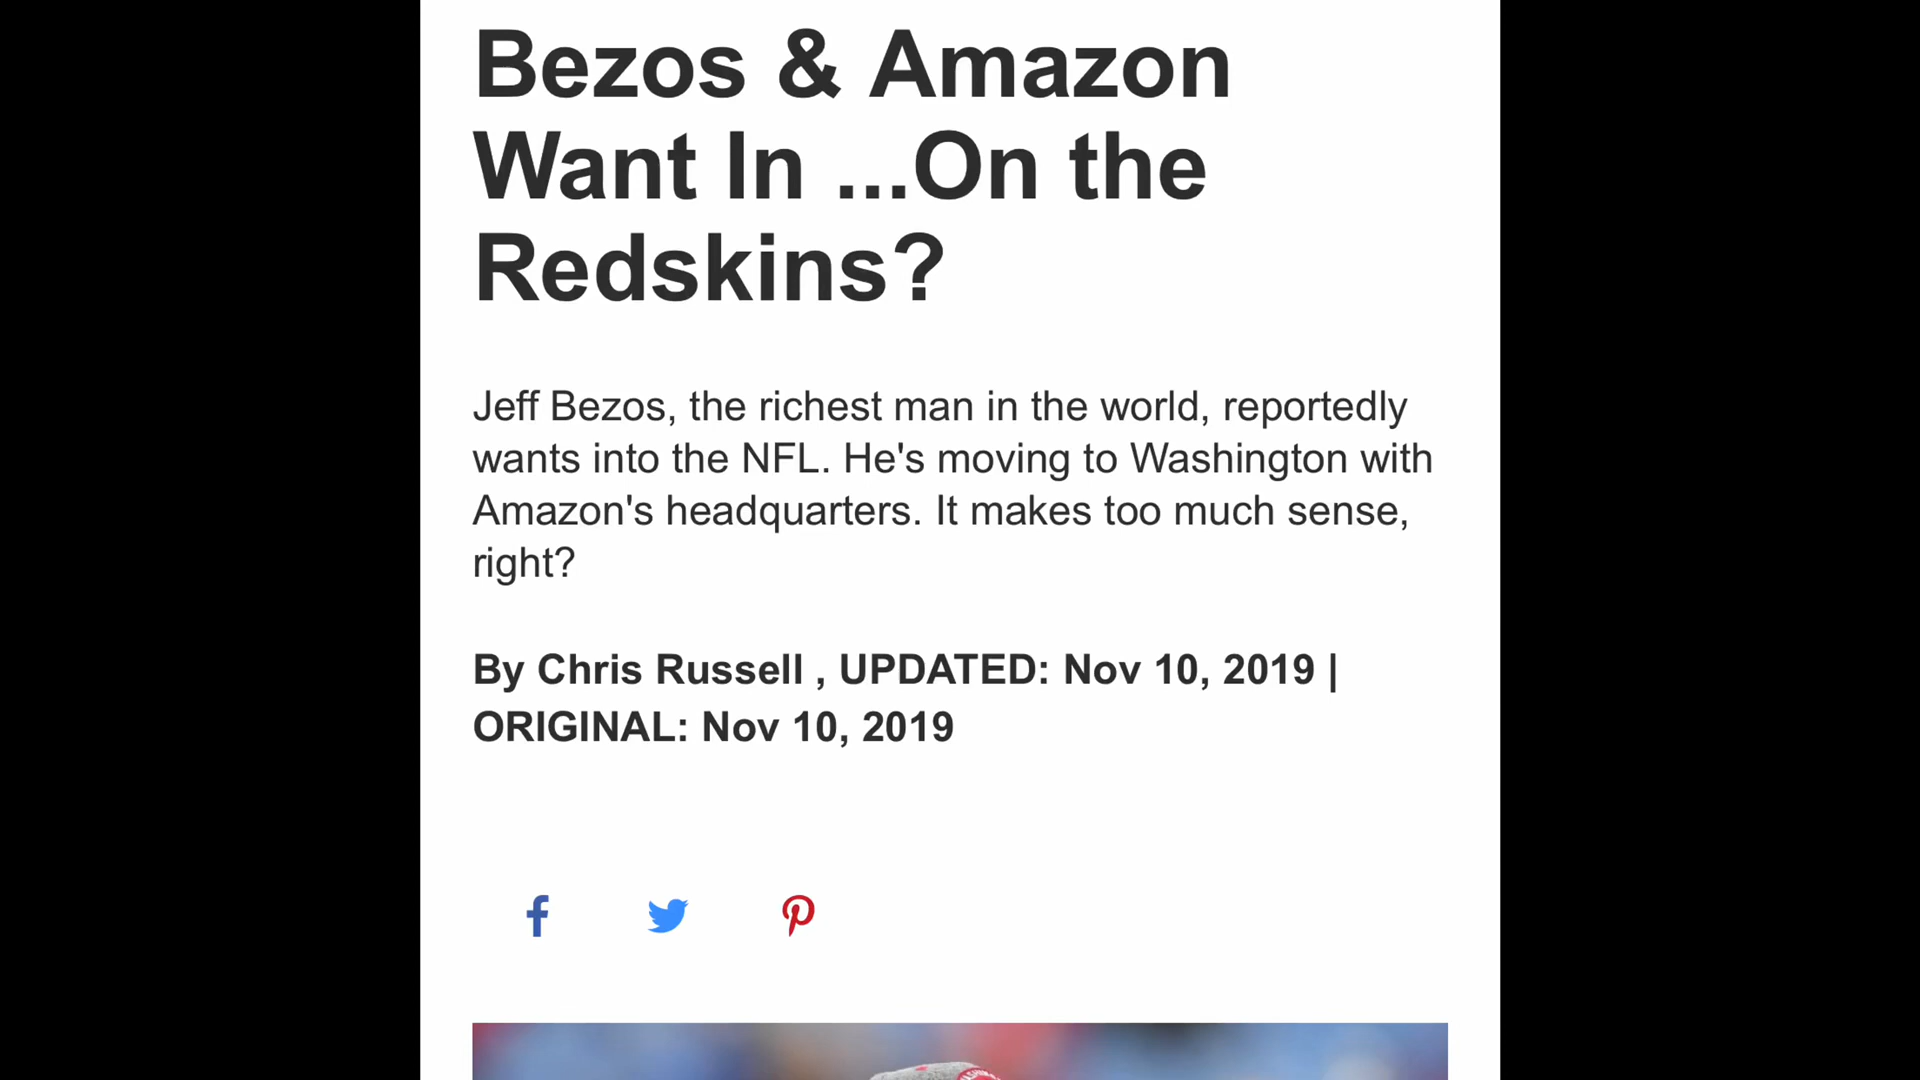 Bezos & Amazon
Want In ...On the
Redskins?
Jeff Bezos, the richest man in the world, reportedly
wants into the NFL. He's moving to Washington with
Amazon's headquarters. It makes too much sense,
right?
By Chris Russell , UPDATED: Nov 10, 2019 |
ORIGINAL: Nov 10, 2019